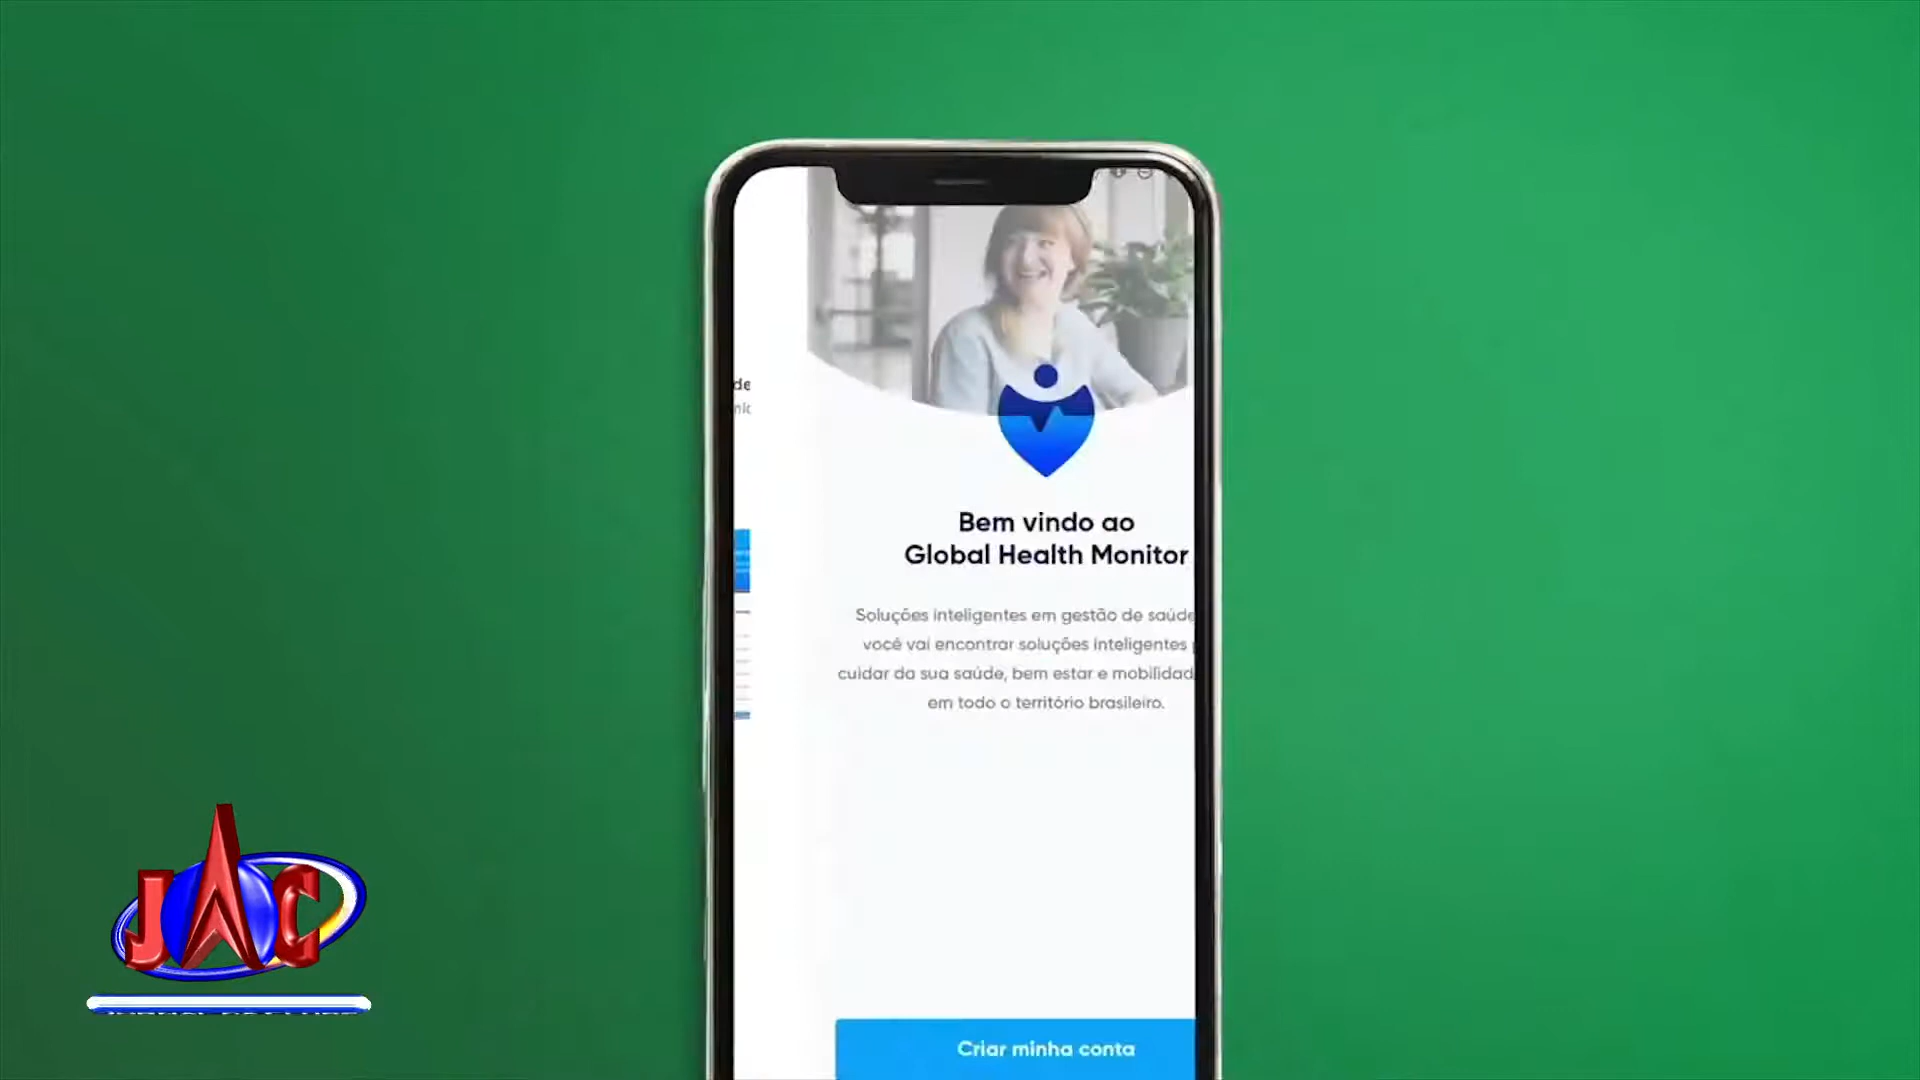 Bem vindo ao
Global Health Monitor
Soluções inteligentes em gestão de saúde
você vai encontrar soluções inteligentes
cuidar da sua saúde, bem estar e mobilidad
em todo o território brasileiro.
Criar minha conta
JAC